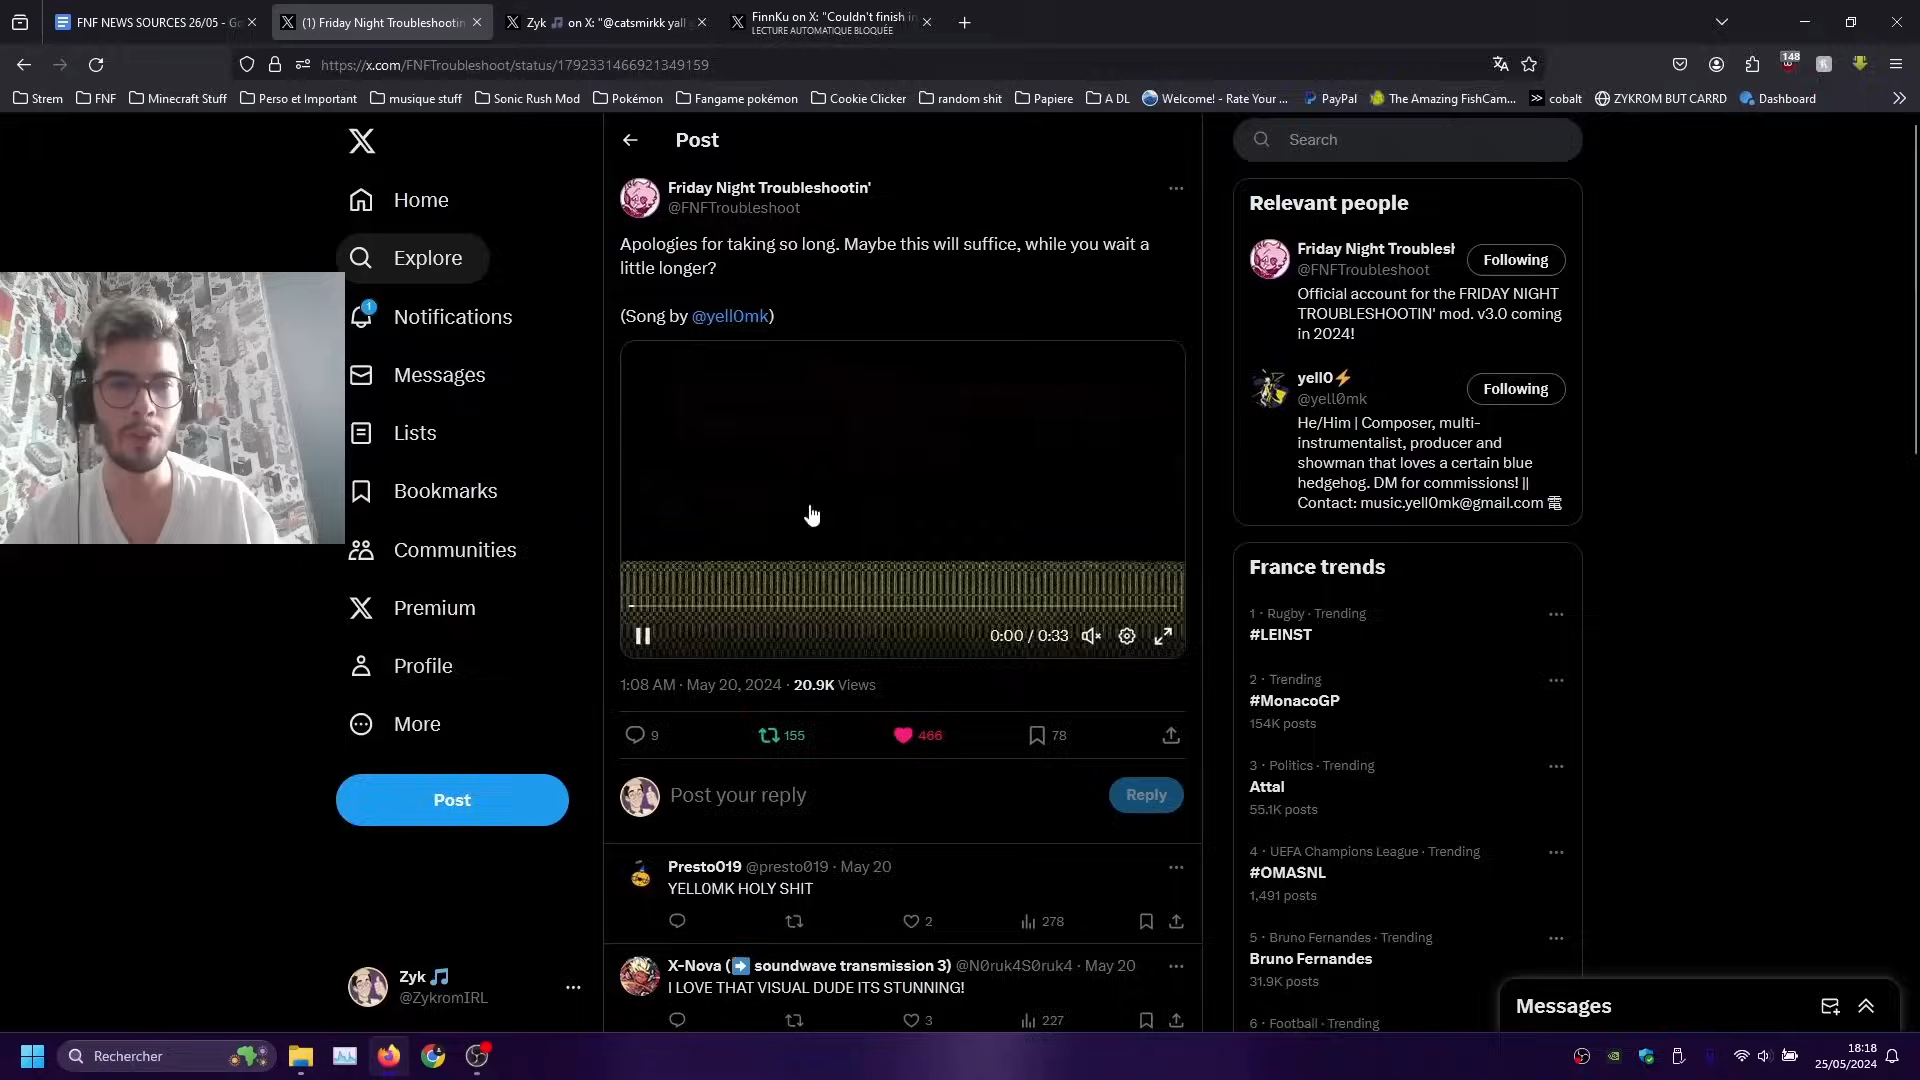 FNF NEWS SOURCES 26/05 - Go
(1) Friday Night Troubleshootin
Zyk 🎵 on X: "@catsmirkk yall
FinnKu on X: "Couldn't finish in
LECTURE AUTOMATIQUE BLOQUÉE
https://x.com/FNFTroubleshoot/status/1792331466921349159
148
Strem
FNF
Minecraft Stuff
Perso et Important
musique stuff
Sonic Rush Mod
Pokémon
Fangame pokémon
Cookie Clicker
random shit
Papiere
A DL
Welcome! - Rate Your ...
PayPal
The Amazing FishCam...
cobalt
ZYKROM BUT CARRD
Dashboard
Home
Explore
1
Notifications
Messages
Lists
Bookmarks
Communities
Premium
Profile
More
Post
Zyk 🎵
@ZykromIRL
Post
Friday Night Troubleshootin'
@FNFTroubleshoot
Apologies for taking so long. Maybe this will suffice, while you wait a
little longer?
(Song by @yell0mk)
0:00 / 0:33
1:08 AM · May 20, 2024 · 20.9K Views
9
155
466
78
Post your reply
Reply
Presto019 @presto019 · May 20
YELL0MK HOLY SHIT
2
278
X-Nova (➡️ soundwave transmission 3) @N0ruk4S0ruk4 · May 20
I LOVE THAT VISUAL DUDE ITS STUNNING!
3
227
Search
Relevant people
Friday Night Troublesh
@FNFTroubleshoot
Following
Official account for the FRIDAY NIGHT
TROUBLESHOOTIN' mod. v3.0 coming
in 2024!
yell0⚡
@yell0mk
Following
He/Him | Composer, multi-
instrumentalist, producer and
showman that loves a certain blue
hedgehog. DM for commissions! ||
Contact: music.yell0mk@gmail.com 電
France trends
1 · Rugby · Trending
#LEINST
2 · Trending
#MonacoGP
154K posts
3 · Politics · Trending
Attal
55.1K posts
4 · UEFA Champions League · Trending
#OMASNL
1,491 posts
5 · Bruno Fernandes · Trending
Bruno Fernandes
31.9K posts
6 · Football · Trending
Messages
Rechercher
18:18
25/05/2024